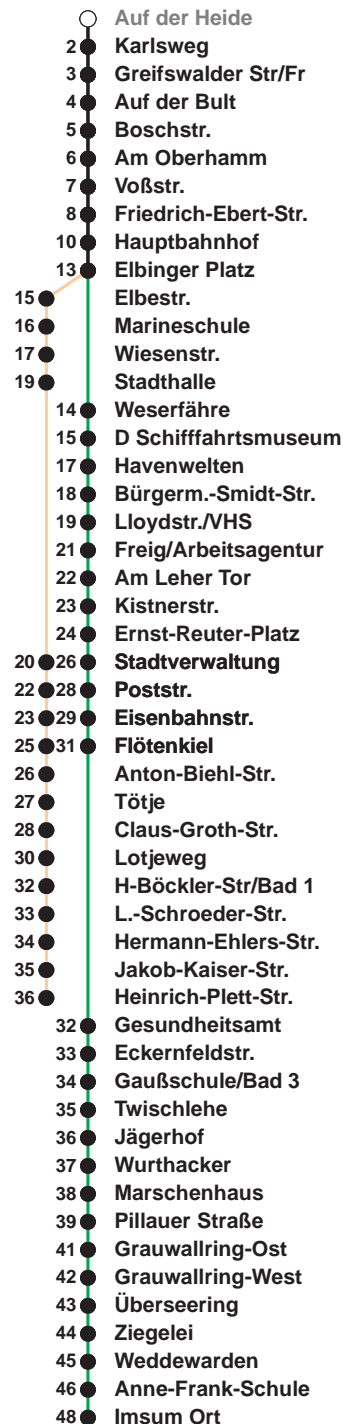 Auf der Heide
2 Karlsweg
3 Greifswalder Str/Fr
4 Auf der Bult
5 Boschstr.
6 Am Oberhamm
7 Voßstr.
8 Friedrich-Ebert-Str.
10 Hauptbahnhof
13 Elbinger Platz
15 Elbestr.
16 Marineschule
17 Wiesenstr.
19 Stadthalle
14 Weserfähre
15 D Schifffahrtsmuseum
17 Havenwelten
18 Bürgerm.-Smidt-Str.
19 Lloydstr./VHS
21 Freig/Arbeitsagentur
22 Am Leher Tor
23 Kistnerstr.
24 Ernst-Reuter-Platz
20 26 Stadtverwaltung
22 28 Poststr.
23 29 Eisenbahnstr.
25 31 Flötenkiel
26 Anton-Biehl-Str.
27 Tötje
28 Claus-Groth-Str.
30 Lotjeweg
32 H-Böckler-Str/Bad 1
33 L.-Schroeder-Str.
34 Hermann-Ehlers-Str.
35 Jakob-Kaiser-Str.
36 Heinrich-Plett-Str.
32 Gesundheitsamt
33 Eckernfeldstr.
34 Gaußschule/Bad 3
35 Twischlehe
36 Jägerhof
37 Wurthacker
38 Marschenhaus
39 Pillauer Straße
41 Grauwallring-Ost
42 Grauwallring-West
43 Überseering
44 Ziegelei
45 Weddewarden
46 Anne-Frank-Schule
48 Imsum Ort